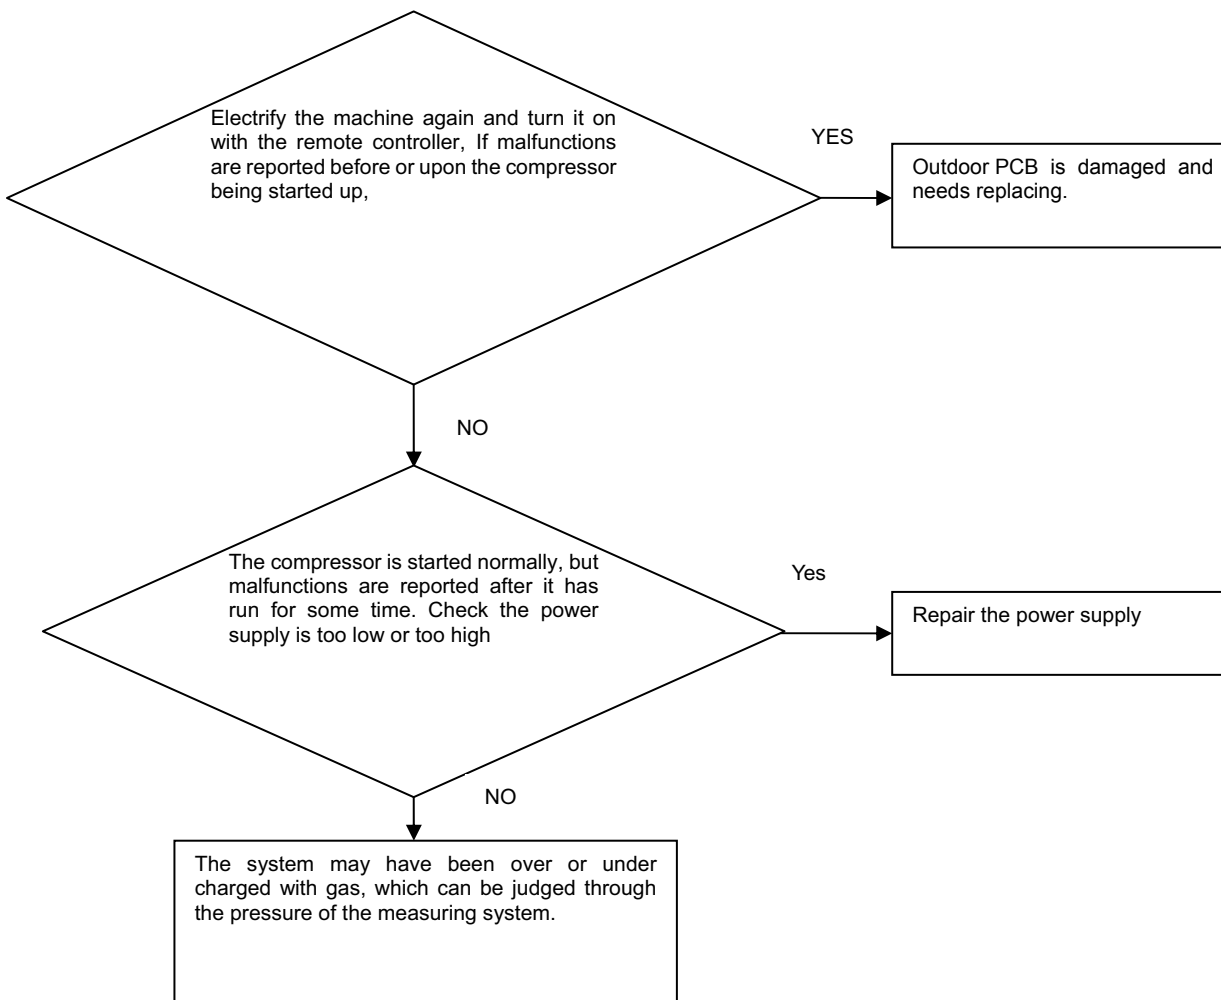 Electrify the machine again and turn it on
with the remote controller, If malfunctions
are reported before or upon the compressor
being started up,
YES
Outdoor PCB is damaged and
needs replacing.
NO
The compressor is started normally, but
malfunctions are reported after it has
run for some time. Check the power
supply is too low or too high
Yes
Repair the power supply
NO
The system may have been over or under
charged with gas, which can be judged through
the pressure of the measuring system.